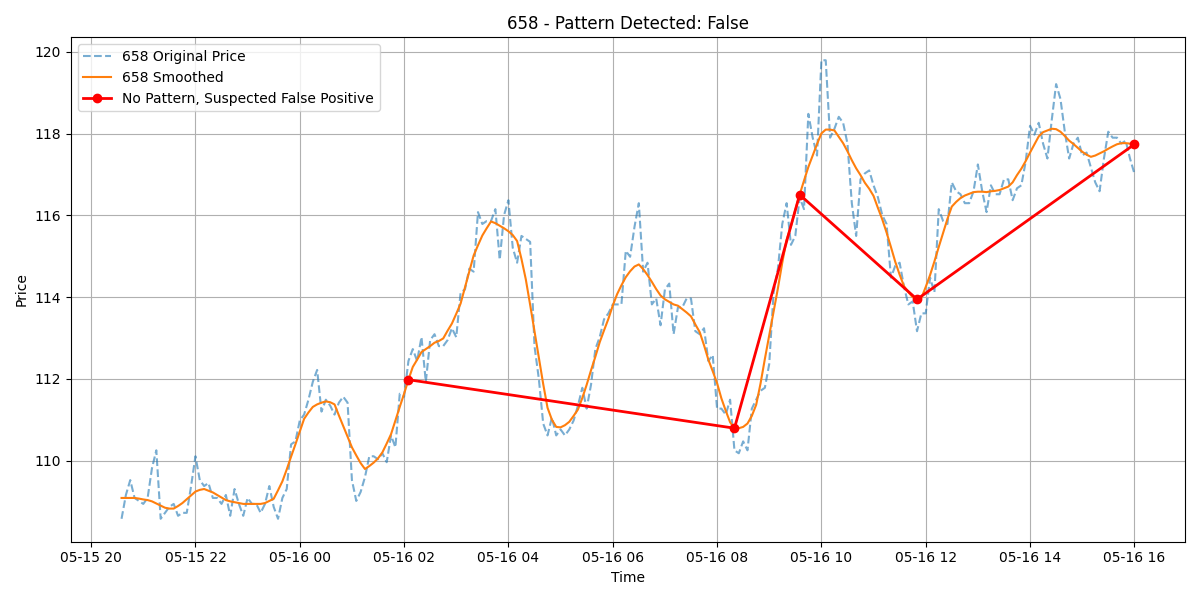 658 - Pattern Detected: False
658 Original Price
658 Smoothed
No Pattern, Suspected False Positive
Price
120
118
116
114
112
110
05-15 20 05-15 22 05-16 00 05-16 02 05-16 04 05-16 06 05-16 08 05-16 10 05-16 12 05-16 14 05-16 16
Time